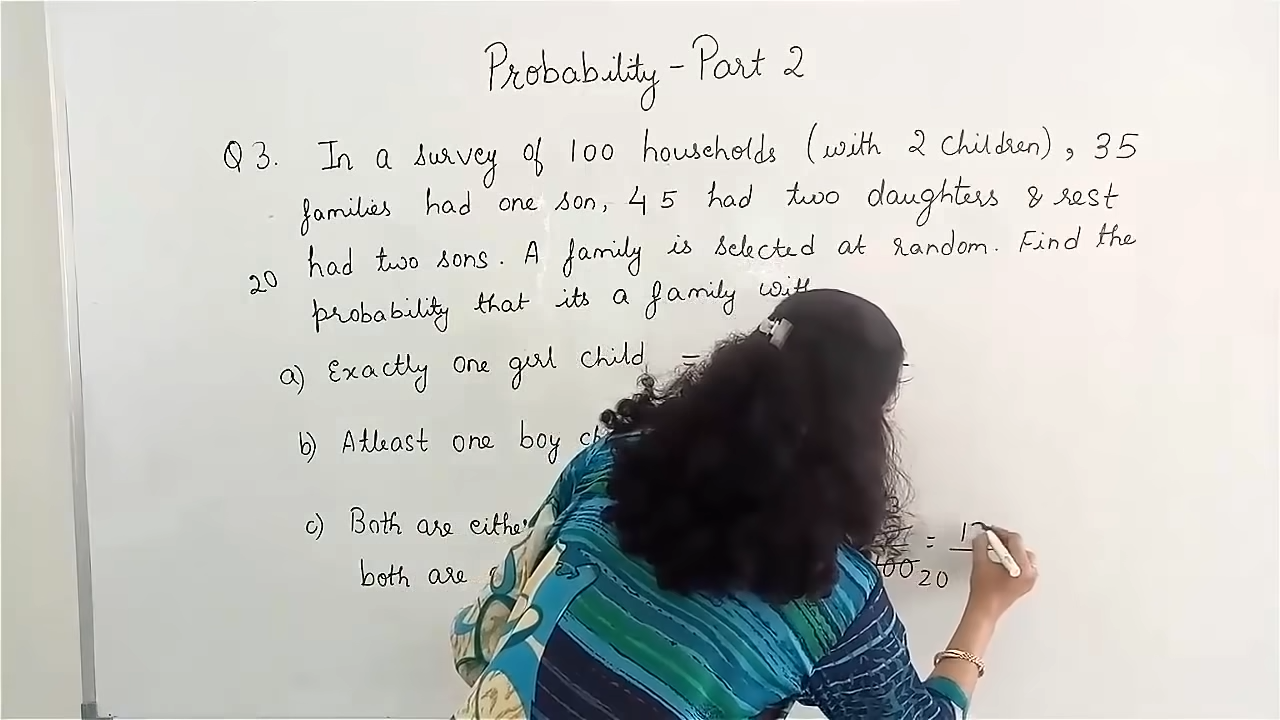 Probability - Part 2
Q 3. In a survey of 100 households (with 2 children), 35
families had one son, 45 had two daughters & rest
had two sons. A family is selected at random. Find the
20
probability that its a family with
a) Exactly one girl child =
b) Atleast one boy
c) Both are either
both are
100 20 =